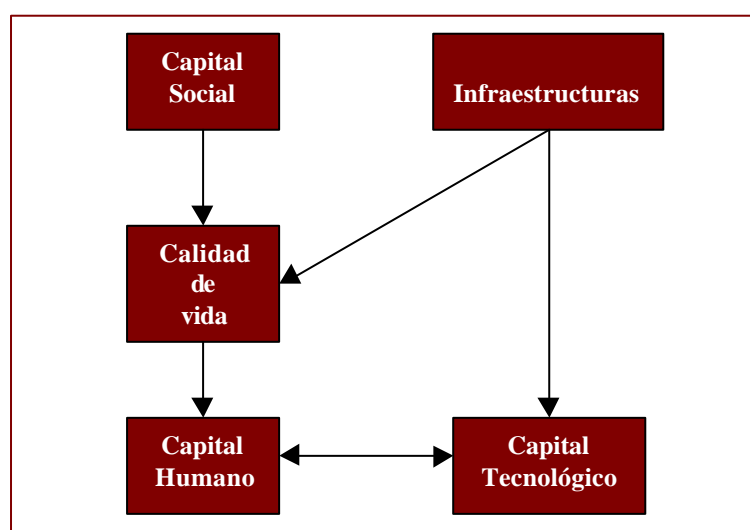 Capital
Social
Infraestructuras
Calidad
de
vida
Capital
Humano
Capital
Tecnológico